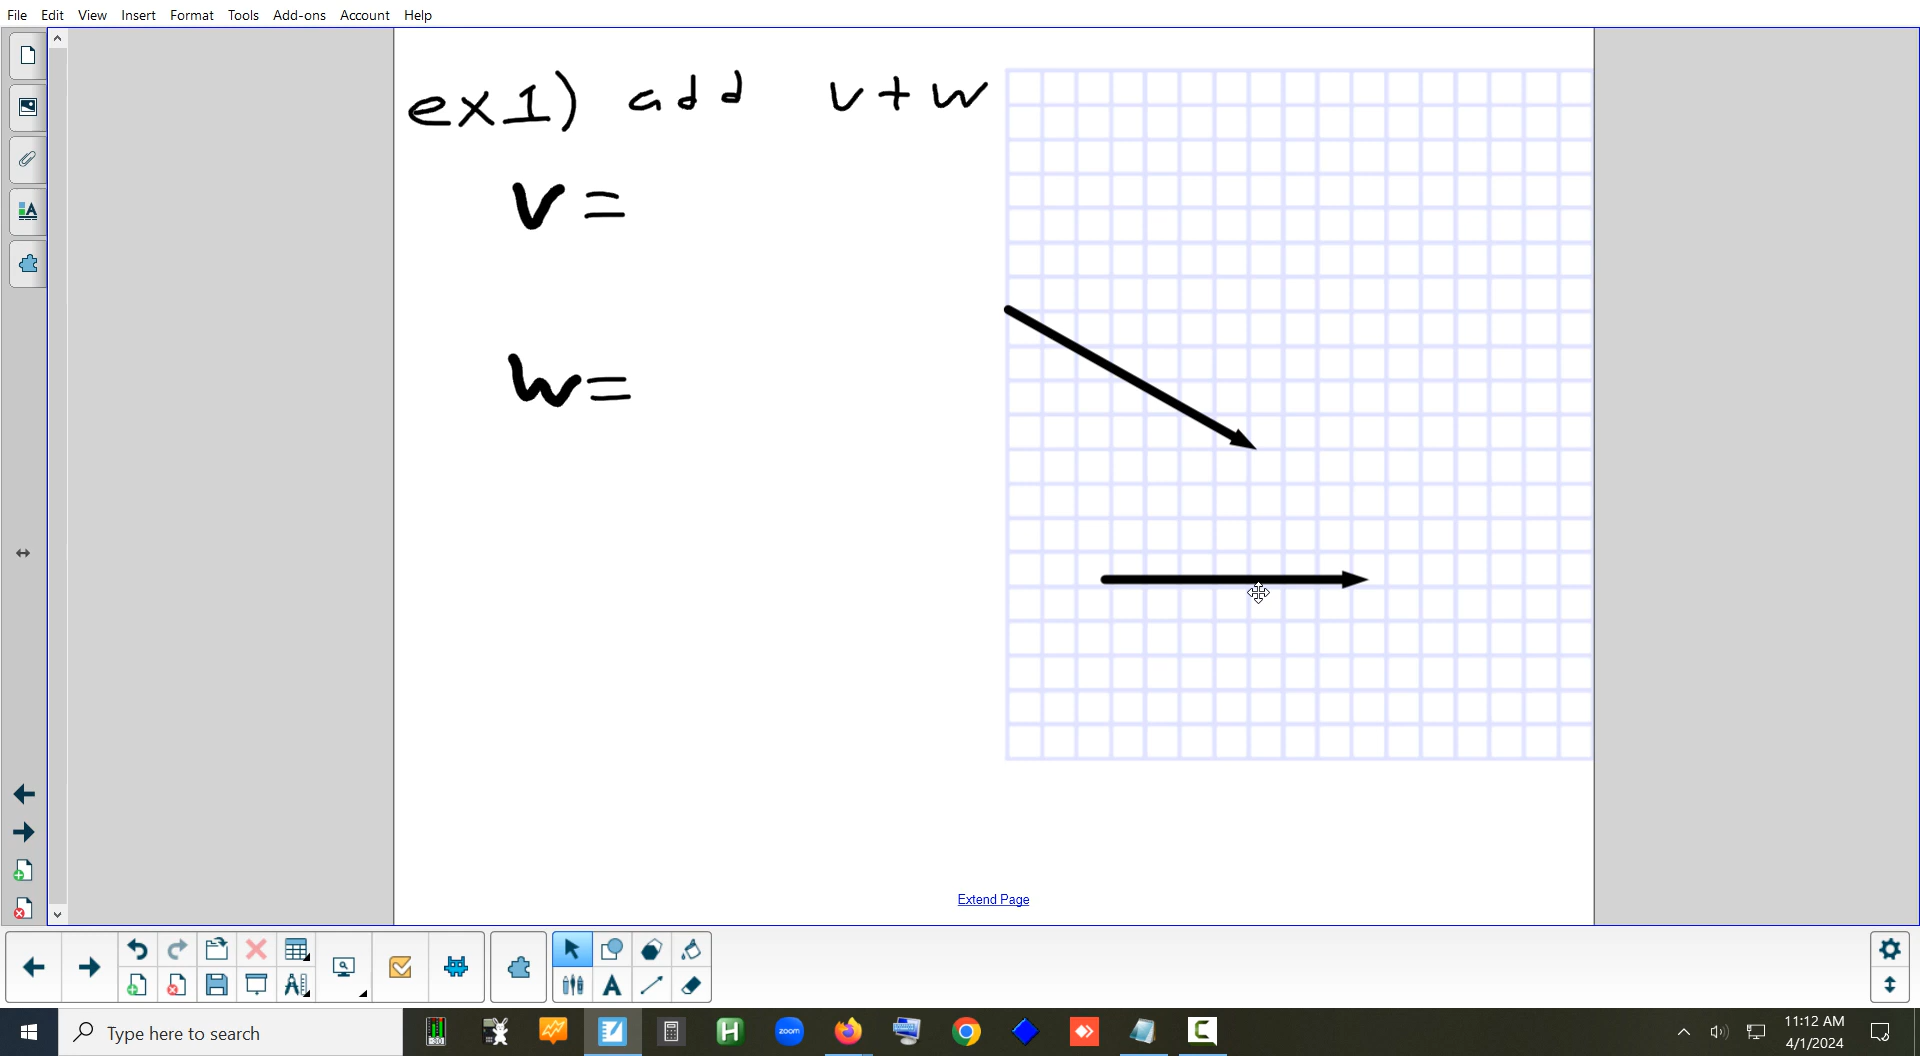 File Edit View Insert Format Tools Add-ons Account Help
ex1) add v+w
v=
w=
Extend Page
Type here to search
zoom
11:12 AM
4/1/2024